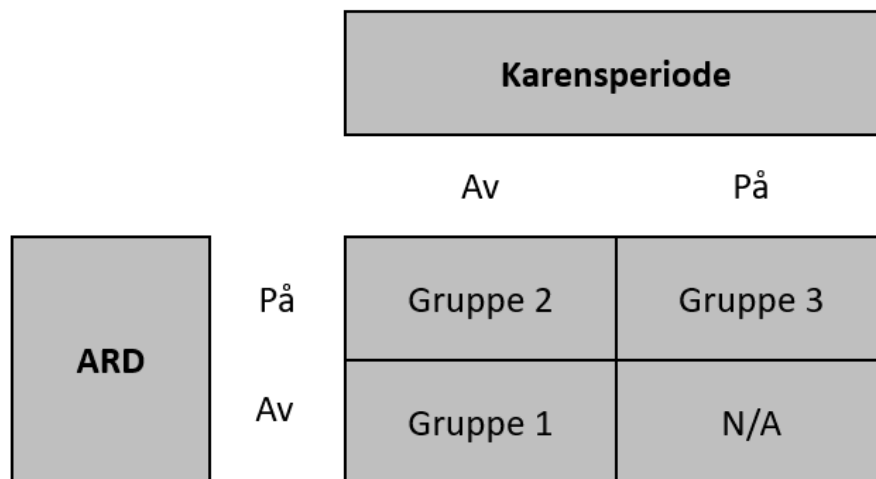 Karensperiode
Av På
På Gruppe 2 Gruppe 3
ARD
Av Gruppe 1 N/A